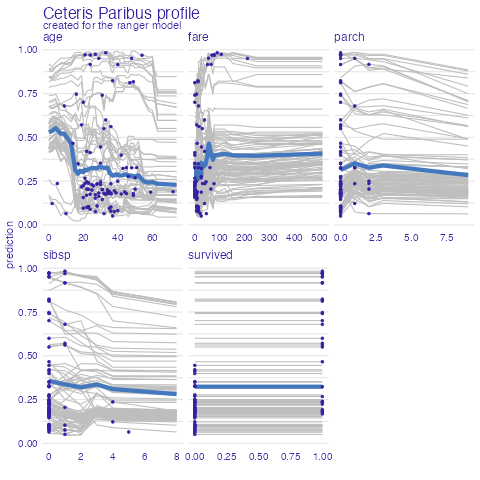 Ceteris Paribus profile
created for the ranger model
age
fare
parch
1.00
0.75
0.50
0.25
0.00
0 20 40 60
0 100 200 300 400 500
0.0 2.5 5.0 7.5
prediction
sibsp
survived
1.00
0.75
0.50
0.25
0.00
0 2 4 6 8
0.00 0.25 0.50 0.75 1.00